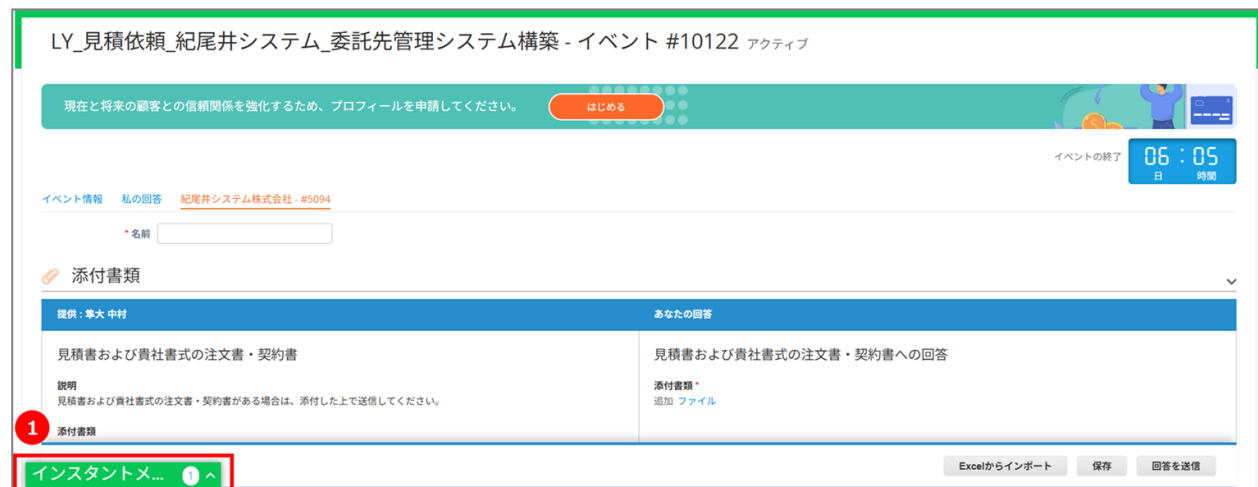 LY_見積依頼_紀尾井システム_委託先管理システム構築 - イベント #10122 アクティブ
現在と将来の顧客との信頼関係を強化するため、プロフィールを申請してください。 はじめる
イベントの終了 06 : 05
日 時間
イベント情報 私の回答 紀尾井システム株式会社 - #5094
* 名前
添付書類
提供 : 隼大 中村 あなたの回答
見積書および貴社書式の注文書・契約書 見積書および貴社書式の注文書・契約書への回答
説明 添付書類 *
見積書および貴社書式の注文書・契約書がある場合は、添付した上で送信してください。 追加 ファイル
1 添付書類
インスタントメ... 1 Excelからインポート 保存 回答を送信